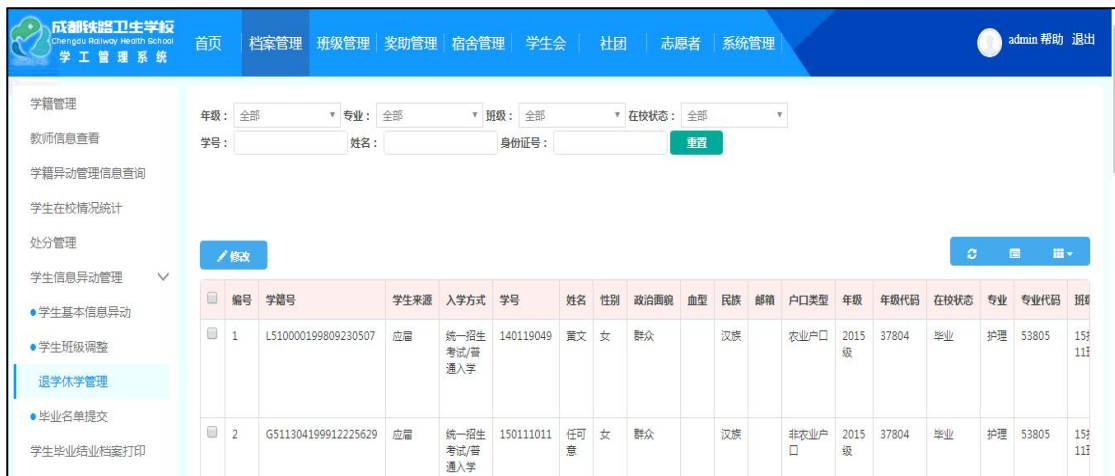 成都铁路卫生学校
Chengdu Railway Health School
学 工 管 理 系 统
首页 档案管理 班级管理 奖助管理 宿舍管理 学生会 社团 志愿者 系统管理
admin 帮助 退出
学籍管理
教师信息查看
学籍异动管理信息查询
学生在校情况统计
处分管理
学生信息异动管理
学生基本信息异动
学生班级调整
退学休学管理
毕业名单提交
学生毕业结业档案打印
年级： 全部 专业： 全部 班级： 全部 在校状态： 全部
学号： 姓名： 身份证号： 重置
修改
编号 学籍号 学生来源 入学方式 学号 姓名 性别 政治面貌 血型 民族 邮箱 户口类型 年级 年级代码 在校状态 专业 专业代码 班级
1 L510000199809230507 应届 统一招生 140119049 董文 女 群众 汉族 农业户口 2015 37804 毕业 护理 53805
考试/普 级
通入学
2 G511304199912225629 应届 统一招生 150111011 任可 女 群众 汉族 非农业户 2015 37804 毕业 护理 53805
考试/普 意 口 级
通入学